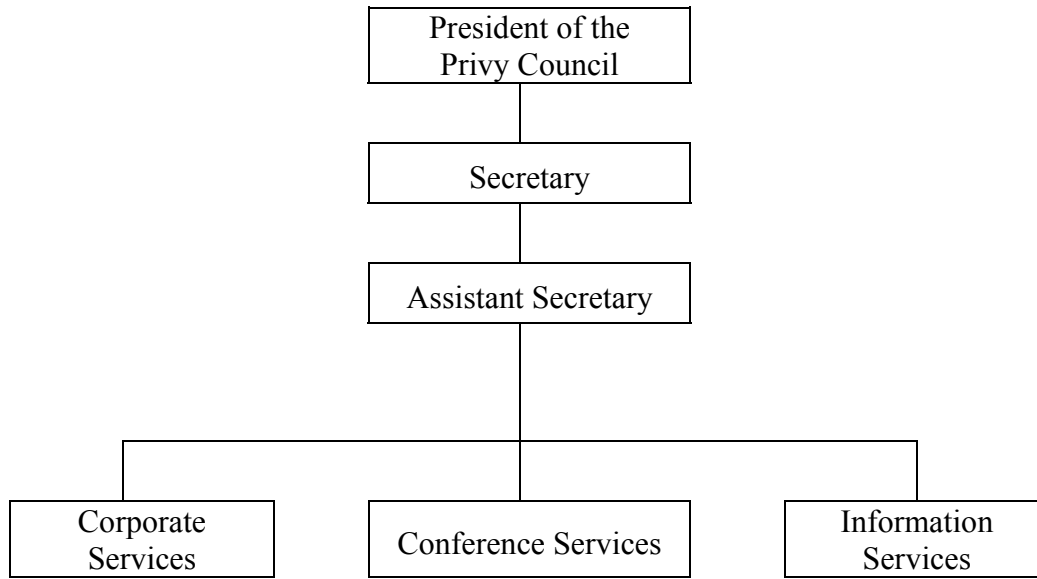 President of the
Privy Council
Secretary
Assistant Secretary
Corporate
Services
Conference Services
Information
Services